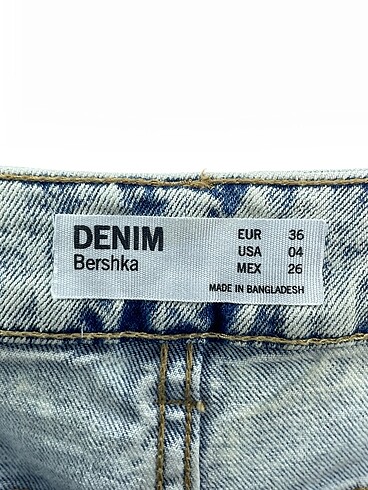 DENIM
Bershka
EUR 36
USA 04
MEX 26
MADE IN BANGLADESH